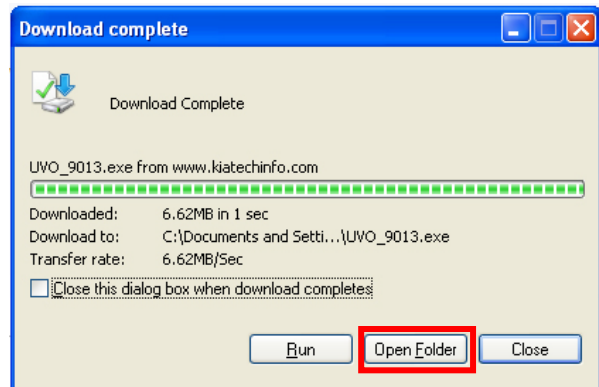 Download complete
Download Complete
UVO_9013.exe from www.kiatechinfo.com
Downloaded: 6.62MB in 1 sec
Download to: C:\Documents and Setti...\UVO_9013.exe
Transfer rate: 6.62MB/Sec
Close this dialog box when download completes
Run Open Folder Close